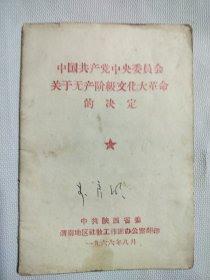 中国共产党中央委員会
关于无产阶級文化大革命
的决定
中共陕西省委
渭南地区社教工作团办公室翻印
一九六六年八月